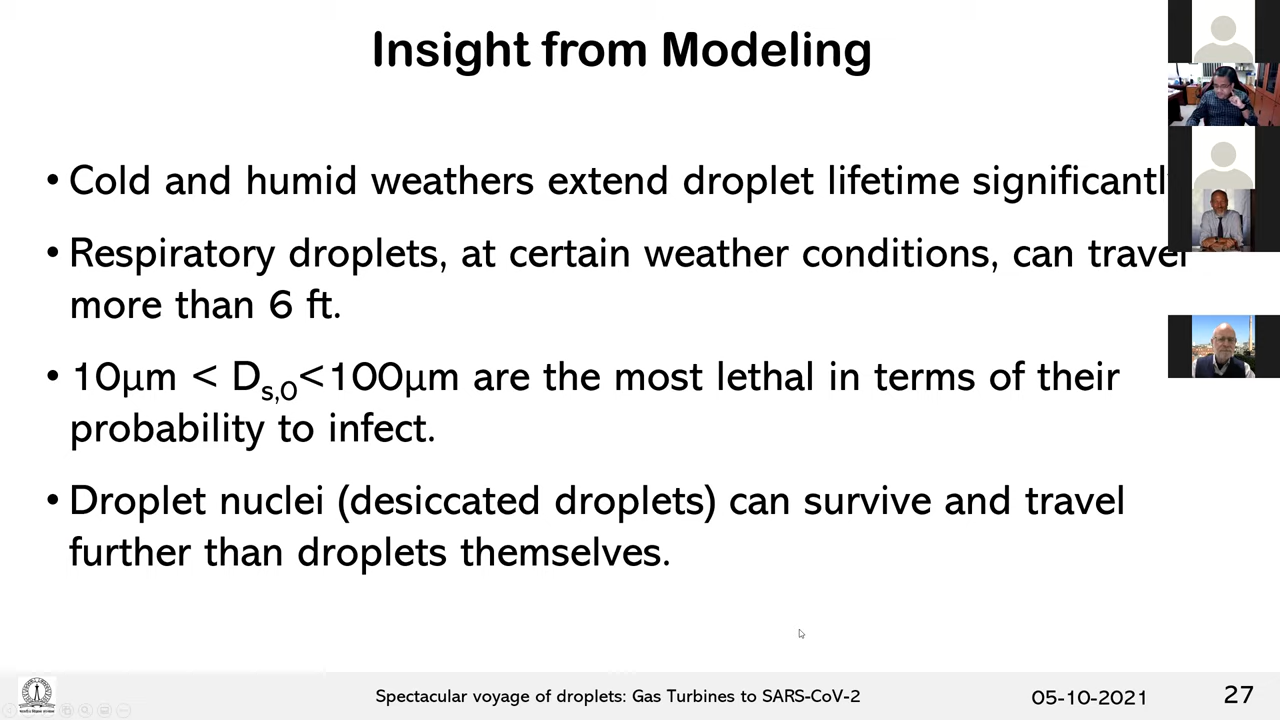 Insight from Modeling
• Cold and humid weathers extend droplet lifetime significantl
• Respiratory droplets, at certain weather conditions, can travel
more than 6 ft.
• 10µm < Ds,0<100µm are the most lethal in terms of their
probability to infect.
• Droplet nuclei (desiccated droplets) can survive and travel
further than droplets themselves.
Spectacular voyage of droplets: Gas Turbines to SARS-CoV-2
05-10-2021
27